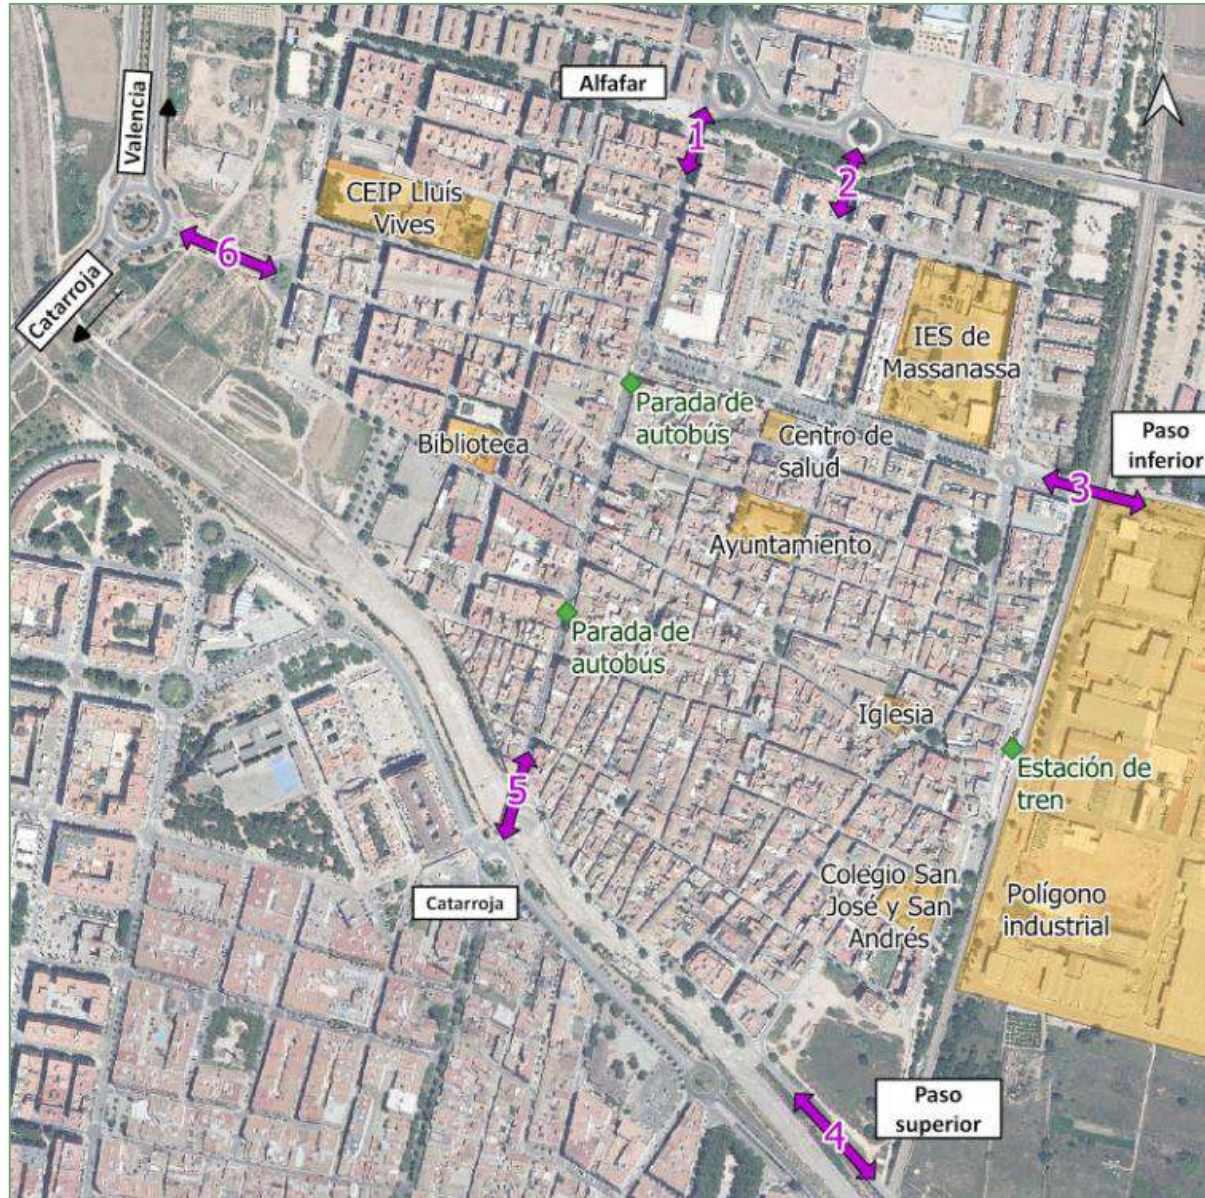 Alfafar
1
Valencia
2
CEIP Lluís
Vives
6
Catarroja
IES de
Massanassa
Parada de
autobús
Biblioteca
Centro de
salud
Paso
inferior
3
Ayuntamiento
Parada de
autobús
Iglesia
Estación de
tren
5
Colegio San
José y San
Andrés
Polígono
industrial
Catarroja
Paso
superior
4